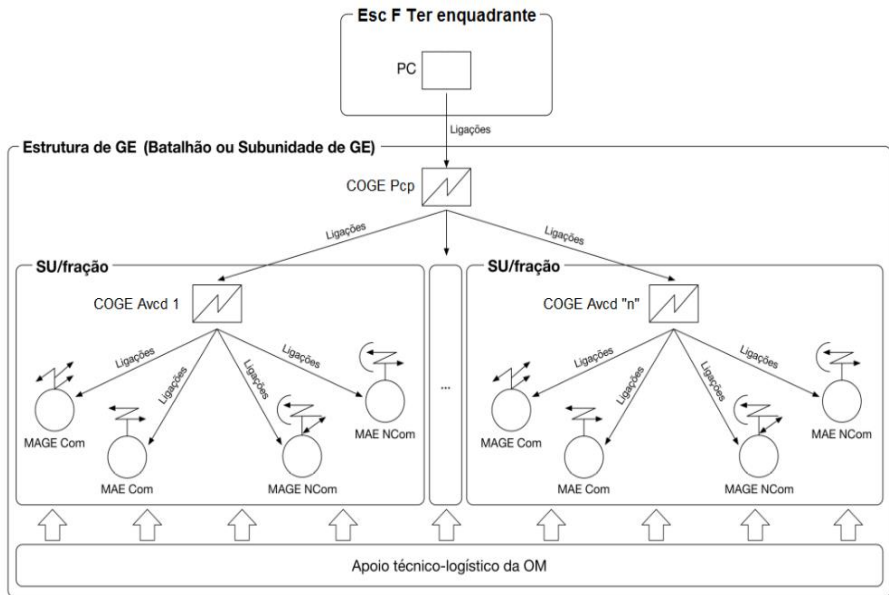 Esc F Ter enquadrante
PC
Ligações
Estrutura de GE (Batalhão ou Subunidade de GE)
COGE Pcp
Ligações
Ligações
SU/fração
COGE Avcd 1
Ligações
Ligações
Ligações
Ligações
MAGE Com
MAE Com
MAGE NCom
MAE NCom
...
SU/fração
COGE Avcd "n"
Ligações
Ligações
Ligações
Ligações
MAGE Com
MAE Com
MAGE NCom
MAE NCom
Apoio técnico-logístico da OM